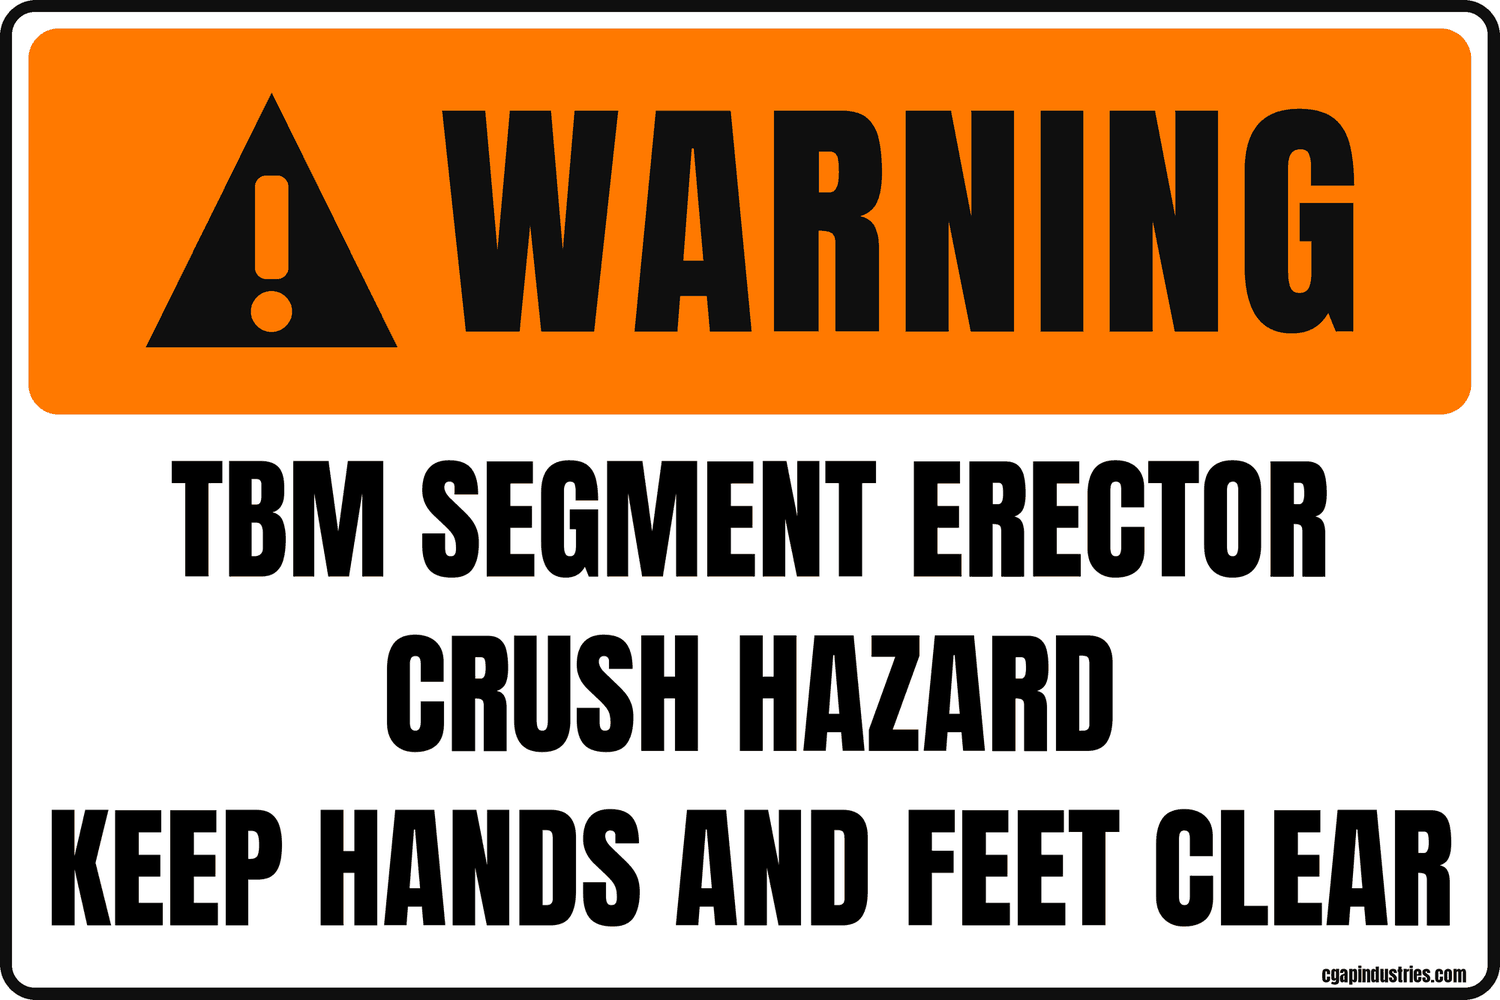 WARNING
TBM SEGMENT ERECTOR
CRUSH HAZARD
KEEP HANDS AND FEET CLEAR
cgapindustries.com